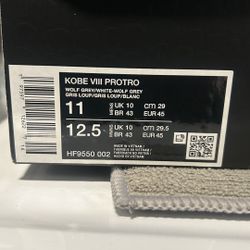 KOBE VIII PROTRO
WOLF GREY/WHITE-WOLF GREY
GRIS LOUP/GRIS LOUP/BLANC
11 MENS UK 10 CM 29
BR 43 EUR 45
12.5 UK 10 CM 29.5
BR 43 EUR 45
HF9550 002
MADE IN VIETNAM